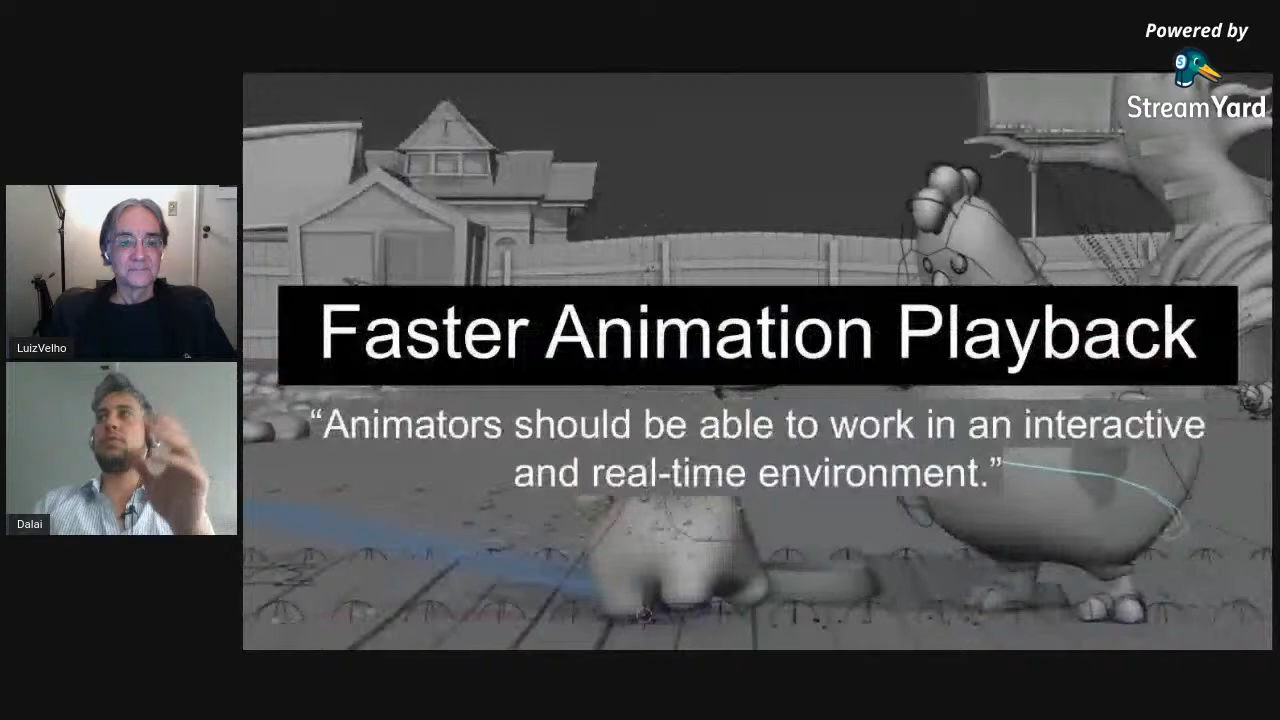 Powered by
StreamYard
LuizVelho
Dalai
Faster Animation Playback
“Animators should be able to work in an interactive
and real-time environment.”